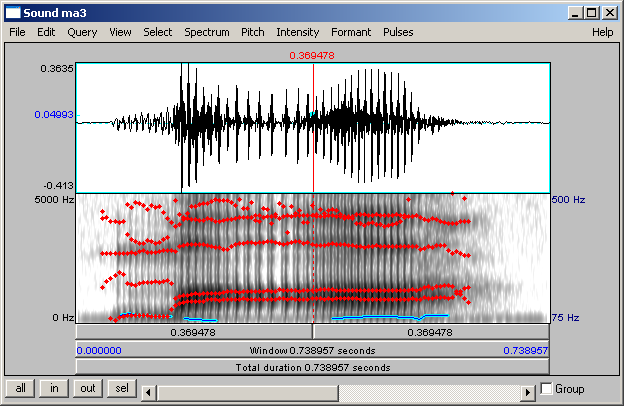 Sound ma3
File Edit Query View Select Spectrum Pitch Intensity Formant Pulses Help
0.369478
0.3635
0.04993
-0.413
5000 Hz 500 Hz
0 Hz 75 Hz
0.369478 0.369478
0.000000 Window 0.738957 seconds 0.738957
Total duration 0.738957 seconds
all in out sel Group